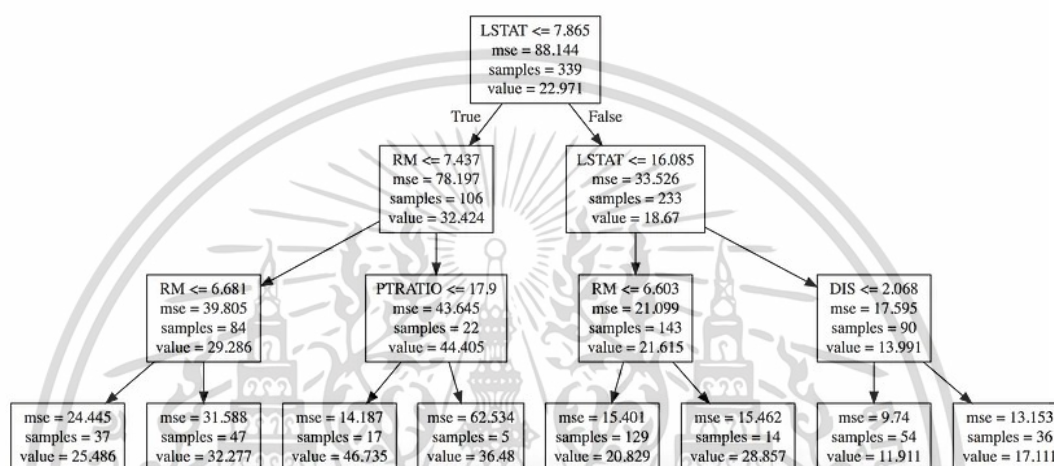 LSTAT <= 7.865
mse = 88.144
samples = 339
value = 22.971
True
False
RM <= 7.437
mse = 78.197
samples = 106
value = 32.424
LSTAT <= 16.085
mse = 33.526
samples = 233
value = 18.67
RM <= 6.681
mse = 39.805
samples = 84
value = 29.286
PTRATIO <= 17.9
mse = 43.645
samples = 22
value = 44.405
RM <= 6.603
mse = 21.099
samples = 143
value = 21.615
DIS <= 2.068
mse = 17.595
samples = 90
value = 13.991
mse = 24.445
samples = 37
value = 25.486
mse = 31.588
samples = 47
value = 32.277
mse = 14.187
samples = 17
value = 46.735
mse = 62.534
samples = 5
value = 36.48
mse = 15.401
samples = 129
value = 20.829
mse = 15.462
samples = 14
value = 28.857
mse = 9.74
samples = 54
value = 11.911
mse = 13.153
samples = 36
value = 17.111